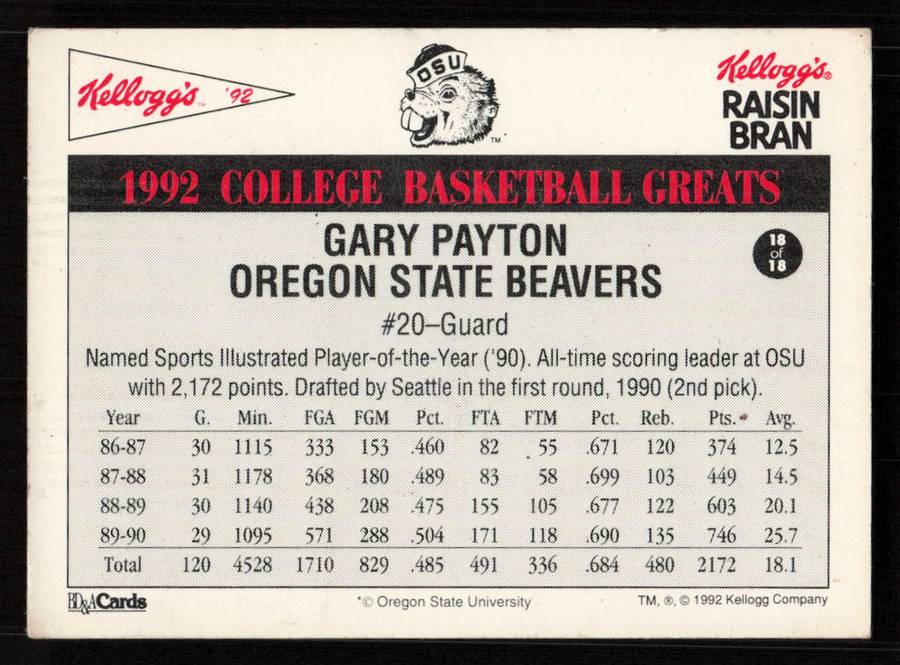 Kellogg's™ '92
OSU
TM
Kellogg's®
RAISIN
BRAN
1992 COLLEGE BASKETBALL GREATS
GARY PAYTON
OREGON STATE BEAVERS
18
of
18
#20–Guard
Named Sports Illustrated Player-of-the-Year ('90). All-time scoring leader at OSU
with 2,172 points. Drafted by Seattle in the first round, 1990 (2nd pick).
Year G. Min. FGA FGM Pct. FTA FTM Pct. Reb. Pts. Avg.
86-87 30 1115 333 153 .460 82 55 .671 120 374 12.5
87-88 31 1178 368 180 .489 83 58 .699 103 449 14.5
88-89 30 1140 438 208 .475 155 105 .677 122 603 20.1
89-90 29 1095 571 288 .504 171 118 .690 135 746 25.7
Total 120 4528 1710 829 .485 491 336 .684 480 2172 18.1
BD&ACards
*© Oregon State University
TM, ®, © 1992 Kellogg Company